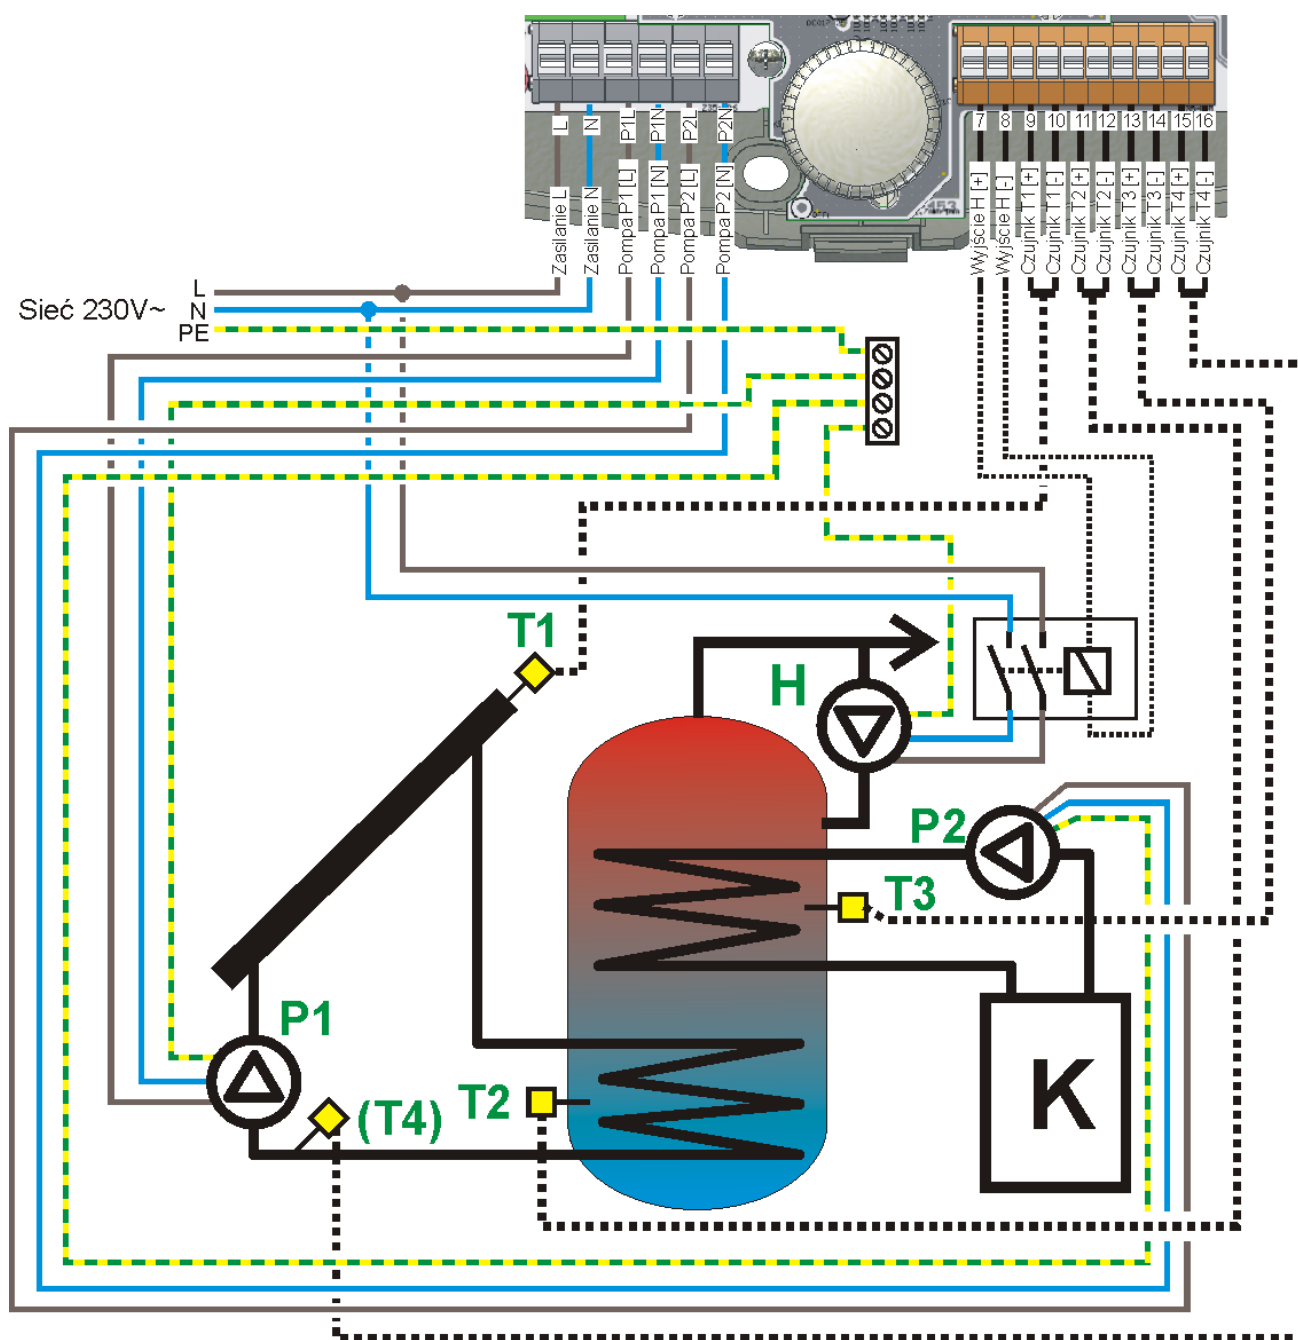 L
N
P1L
P1N
P2L
P2N
7
8
9
10
11
12
13
14
15
16
Zasilanie L
Zasilanie N
Pompa P1 [L]
Pompa P1 [N]
Pompa P2 [L]
Pompa P2 [N]
Wyjście H [+]
Wyjście H [-]
Czujnik T1 [+]
Czujnik T1 [-]
Czujnik T2 [+]
Czujnik T2 [-]
Czujnik T3 [+]
Czujnik T3 [-]
Czujnik T4 [+]
Czujnik T4 [-]
Sieć 230V~
L
N
PE
T1
H
P2
T3
P1
T2
(T4)
K